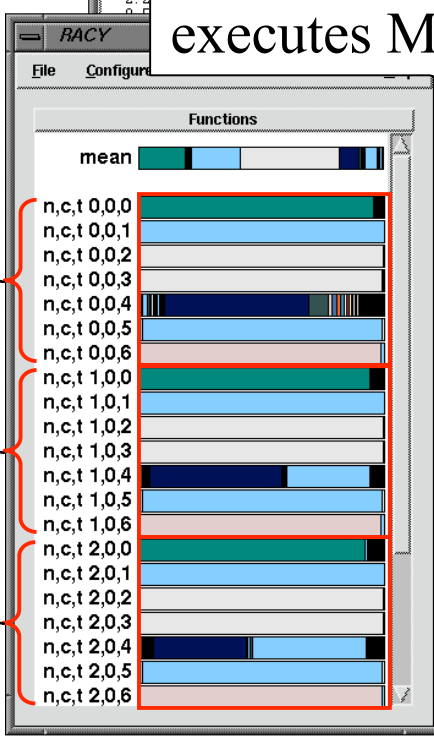 executes M
RACY
File Configure
Functions
mean
n,c,t 0,0,0
n,c,t 0,0,1
n,c,t 0,0,2
n,c,t 0,0,3
n,c,t 0,0,4
n,c,t 0,0,5
n,c,t 0,0,6
n,c,t 1,0,0
n,c,t 1,0,1
n,c,t 1,0,2
n,c,t 1,0,3
n,c,t 1,0,4
n,c,t 1,0,5
n,c,t 1,0,6
n,c,t 2,0,0
n,c,t 2,0,1
n,c,t 2,0,2
n,c,t 2,0,3
n,c,t 2,0,4
n,c,t 2,0,5
n,c,t 2,0,6